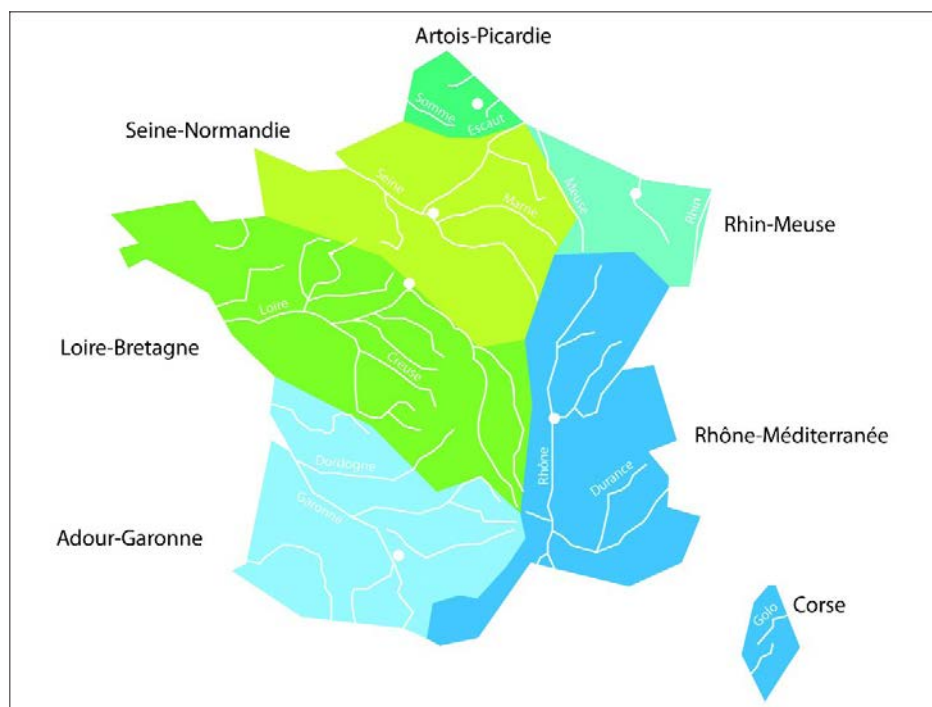 Artois-Picardie
Somme
Escaut
Seine-Normandie
Seine
Marne
Meuse
Rhin
Rhin-Meuse
Loire
Loire-Bretagne
Creuse
Rhône-Méditerranée
Dordogne
Rhône
Durance
Garonne
Adour-Garonne
Corse
Golo